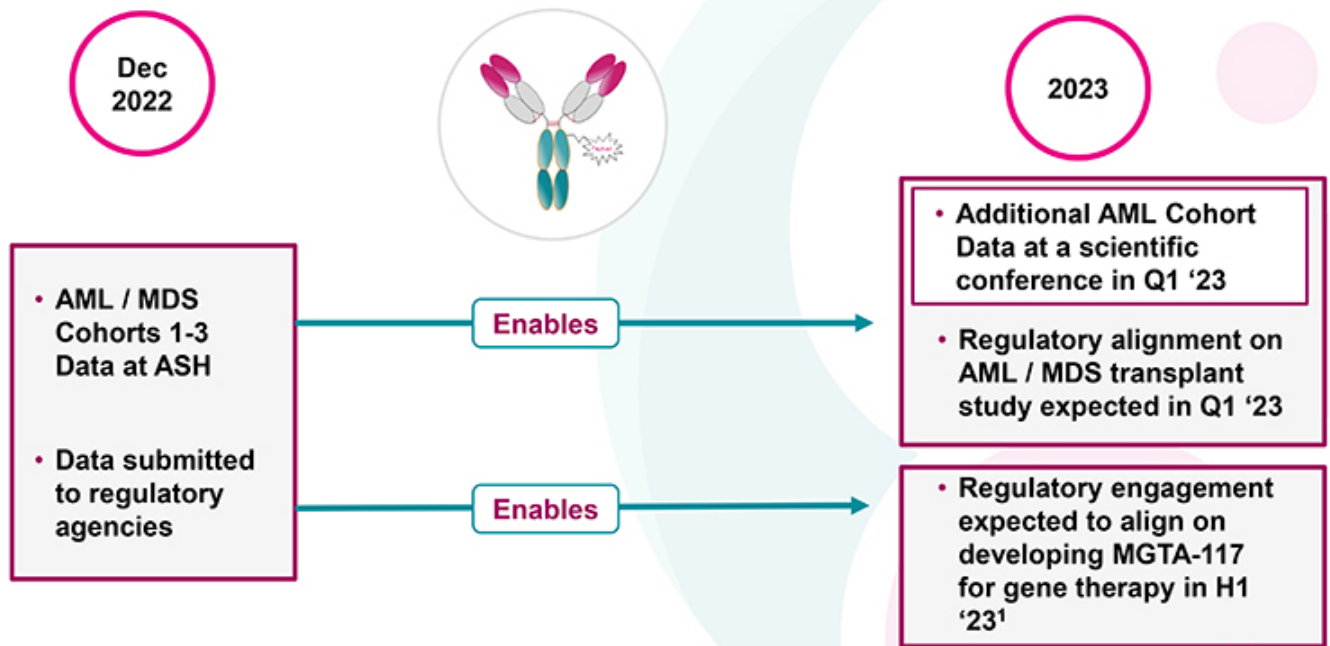 Dec
2022
2023
• AML / MDS
Cohorts 1-3
Data at ASH
• Data submitted
to regulatory
agencies
Enables
Enables
• Additional AML Cohort
Data at a scientific
conference in Q1 ‘23
• Regulatory alignment on
AML / MDS transplant
study expected in Q1 ‘23
• Regulatory engagement
expected to align on
developing MGTA-117
for gene therapy in H1
‘23¹